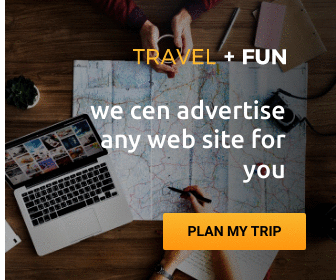 TRAVEL + FUN
we cen advertise
any web site for
you
PLAN MY TRIP